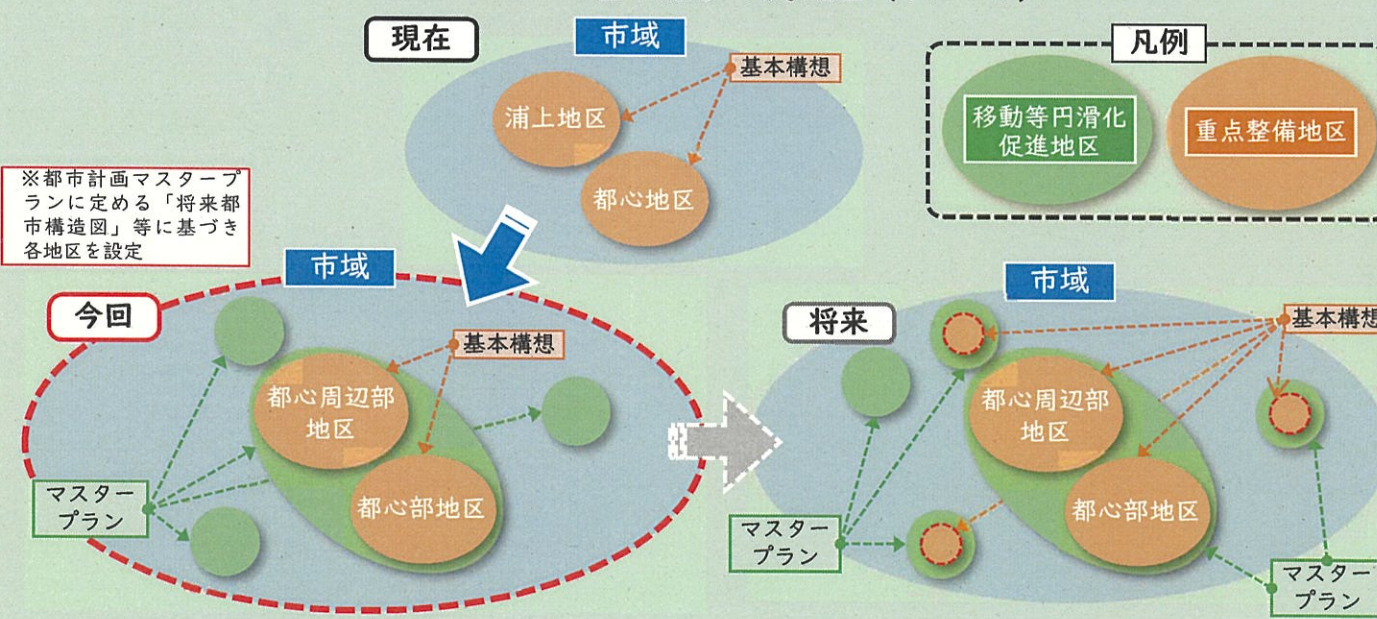 現在
市域
基本構想
浦上地区
都心地区
凡例
移動等円滑化
促進地区
重点整備地区
※都市計画マスタープ
ランに定める「将来都
市構造図」等に基づき
各地区を設定
今回
市域
基本構想
都心周辺部
地区
都心部地区
マスター
プラン
将来
市域
基本構想
都心周辺部
地区
都心部地区
マスター
プラン
マスター
プラン